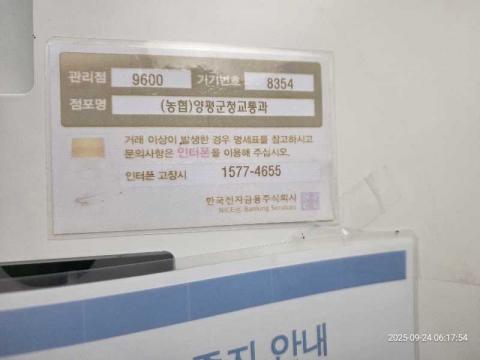 관리점 9600 기기번호 8354
점포명 (농협)양평군청교통과
거래 이상이 발생한 경우 명세표를 참고하시고
문의사항은 인터폰을 이용해 주십시오.
인터폰 고장시 1577-4655
한국전자금융주식회사
Banking Services
안내
2025-09-24 06:17:54